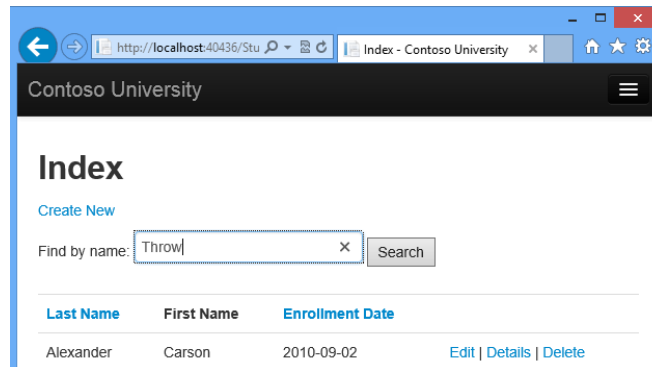 http://localhost:40436/Stu
Index - Contoso University
Contoso University
Index
Create New
Find by name: Throw Search
Last Name First Name Enrollment Date
Alexander Carson 2010-09-02 Edit | Details | Delete